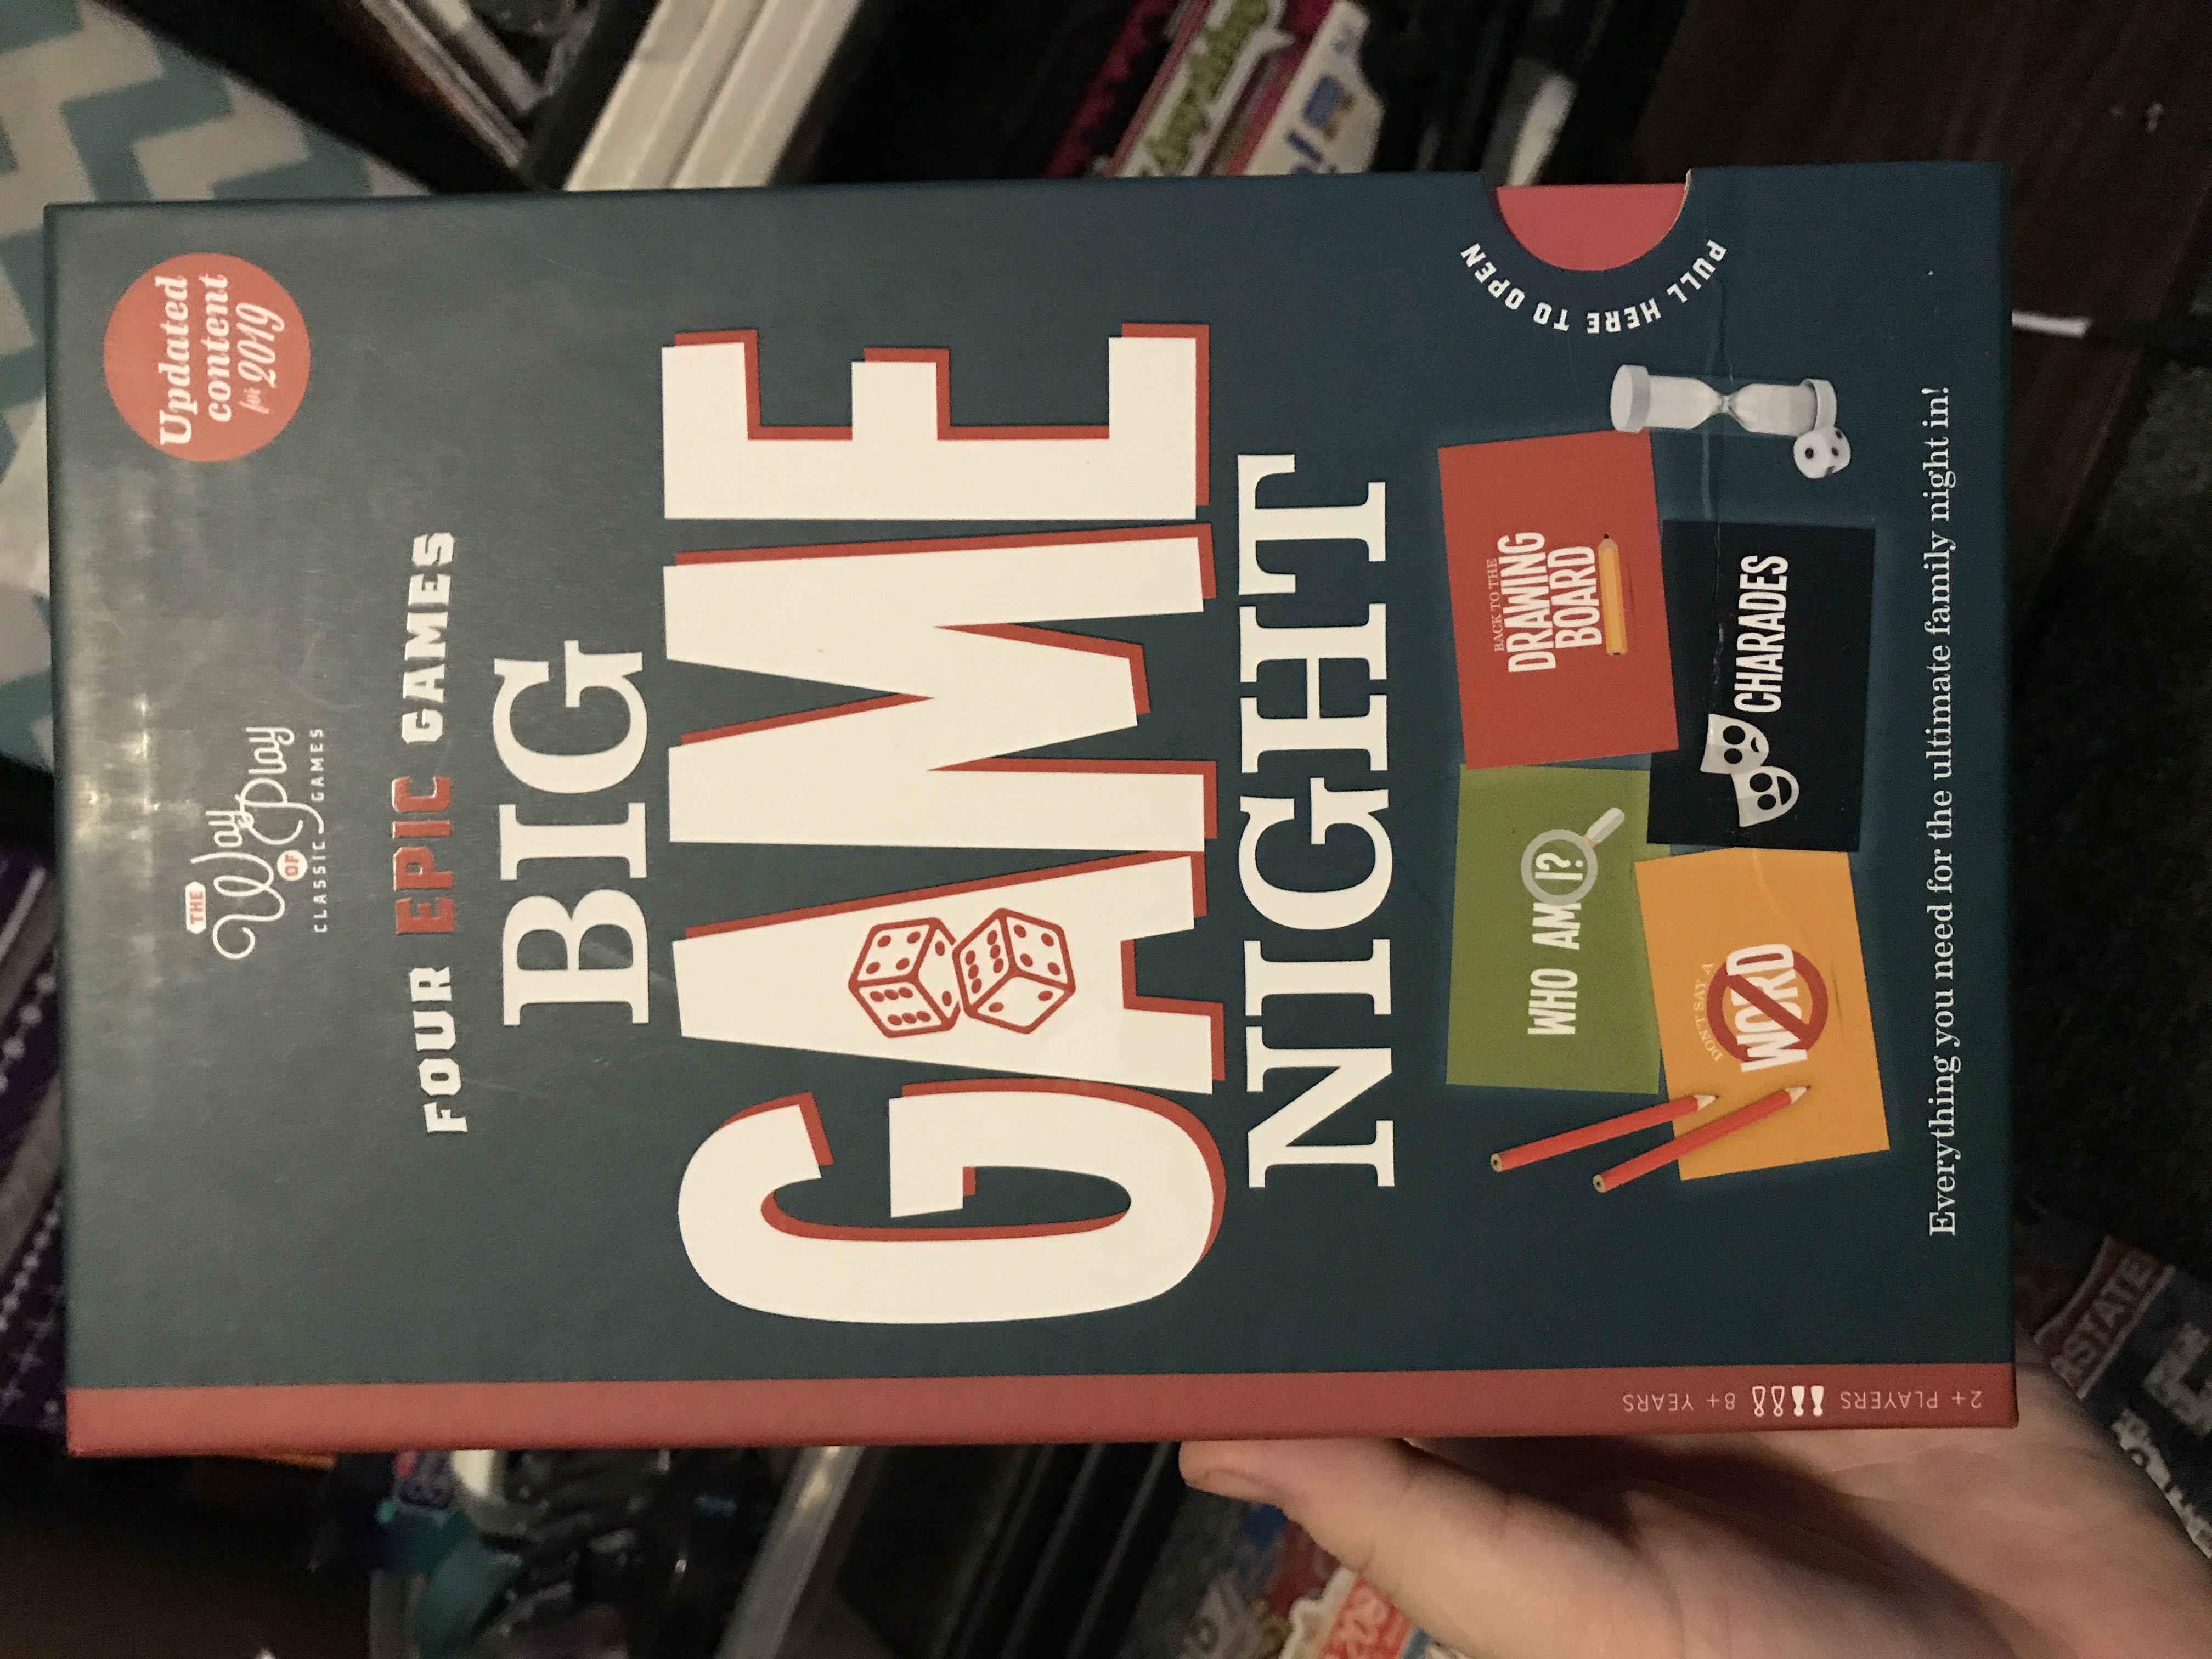 Updated
content
for 2019
THE
Way
OF Play
CLASSIC GAMES
FOUR EPIC GAMES
BIG
GAME
NIGHT
PULL HERE TO OPEN
WHO AM I?
BACK TO THE
DRAWING
BOARD
DON'T SAY A
WORD
CHARADES
Everything you need for the ultimate family night in!
2+ PLAYERS 8+ YEARS